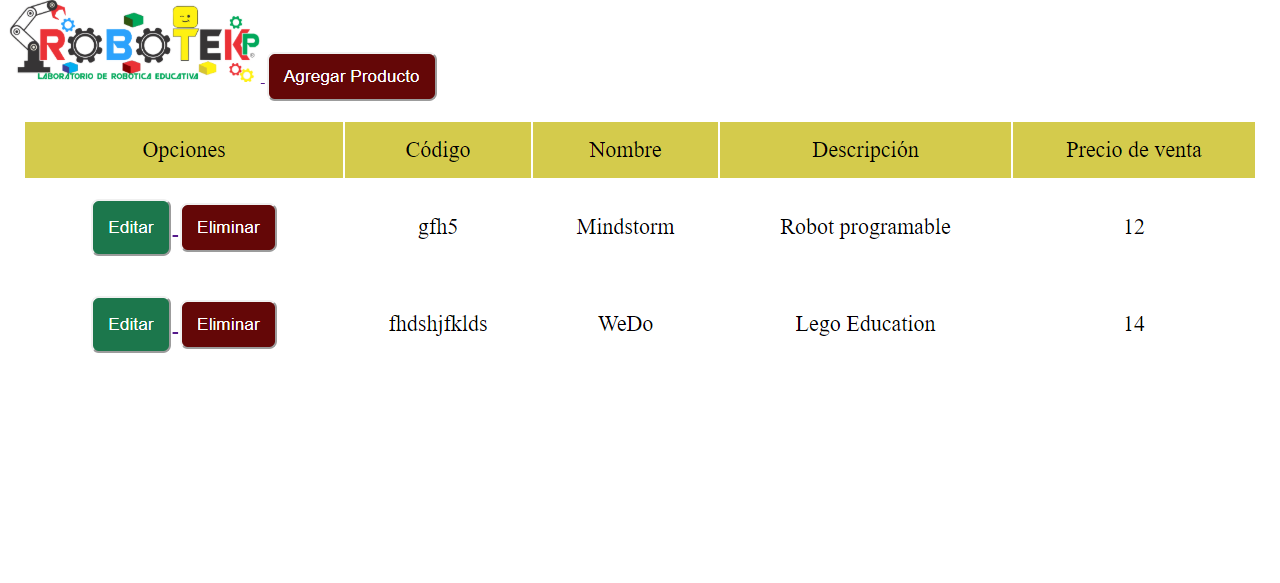 ROBOTEKP®
LABORATORIO DE ROBÓTICA EDUCATIVA
Agregar Producto
Opciones Código Nombre Descripción Precio de venta
Editar Eliminar gfh5 Mindstorm Robot programable 12
Editar Eliminar fhdshjfklds WeDo Lego Education 14